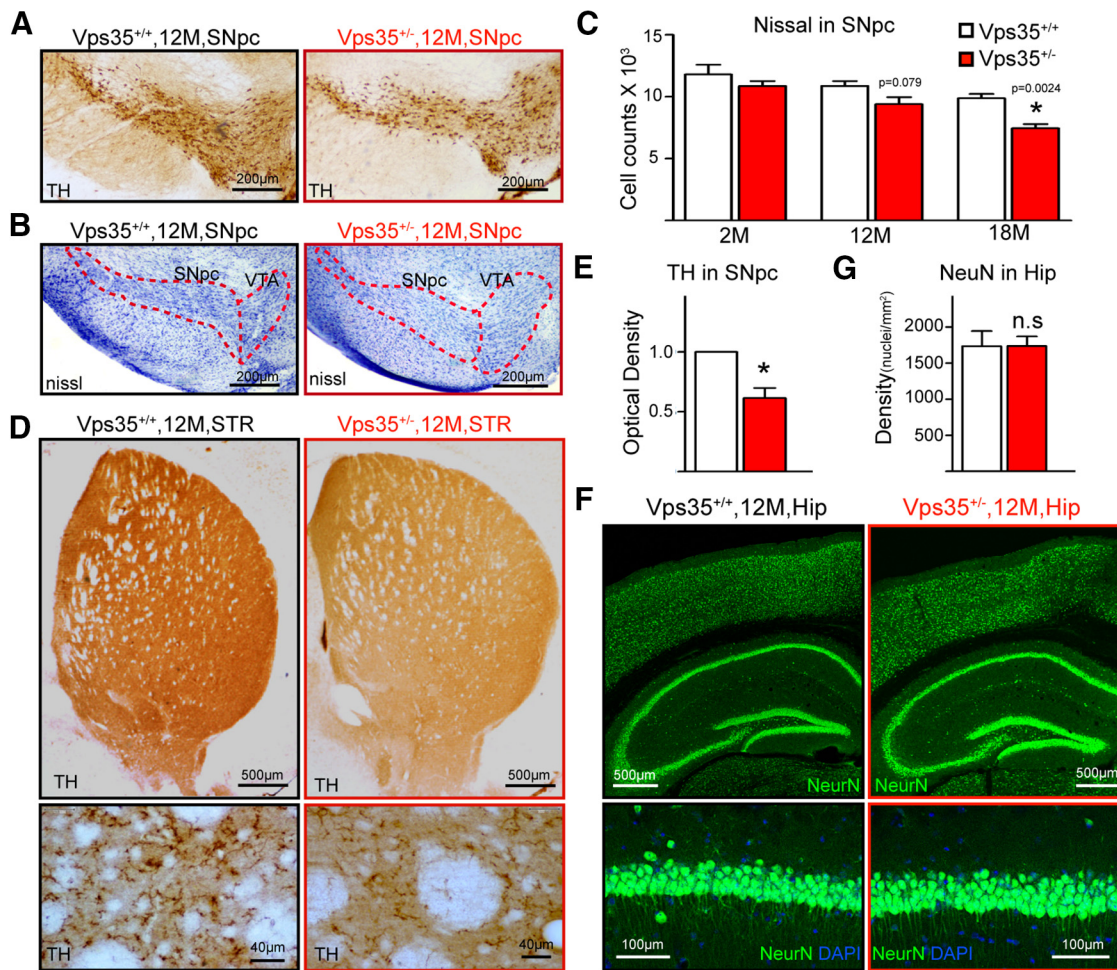 A
Vps35+/+,12M,SNpc
Vps35+/-,12M,SNpc
TH
200µm
TH
200µm
B
Vps35+/+,12M,SNpc
Vps35+/-,12M,SNpc
SNpc
VTA
nissl
200µm
SNpc
VTA
nissl
200µm
C
Nissal in SNpc
Vps35+/+
Vps35+/-
Cell counts X 10³
15
10
5
p=0.079
p=0.0024
*
2M
12M
18M
D
Vps35+/+,12M,STR
Vps35+/-,12M,STR
TH
500µm
TH
500µm
TH
40µm
TH
40µm
E
TH in SNpc
Optical Density
1.0
0.5
*
G
NeuN in Hip
Density(nuclei/mm²)
2000
1500
1000
500
n.s
F
Vps35+/+,12M,Hip
Vps35+/-,12M,Hip
500µm
NeurN
NeurN
500µm
100µm
NeurN DAPI
NeurN DAPI
100µm